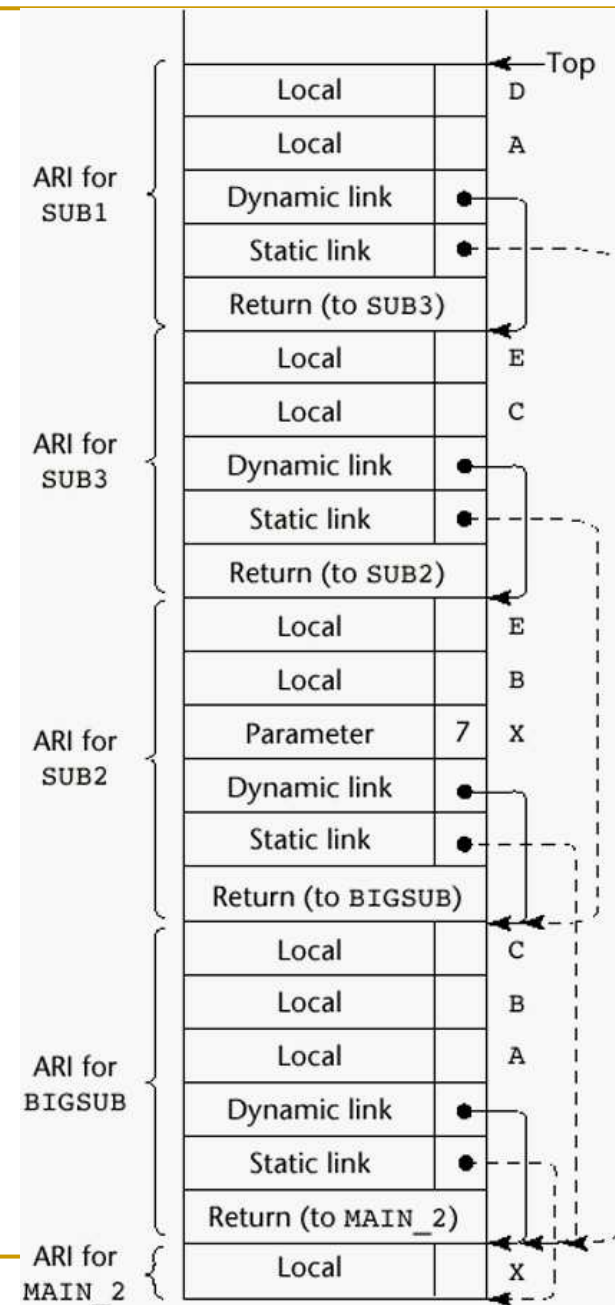 Top
Local D
Local A
ARI for
SUB1
Dynamic link
Static link
Return (to SUB3)
Local E
Local C
ARI for
SUB3
Dynamic link
Static link
Return (to SUB2)
Local E
Local B
Parameter 7 X
ARI for
SUB2
Dynamic link
Static link
Return (to BIGSUB)
Local C
Local B
Local A
ARI for
BIGSUB
Dynamic link
Static link
Return (to MAIN_2)
ARI for
MAIN_2
Local X